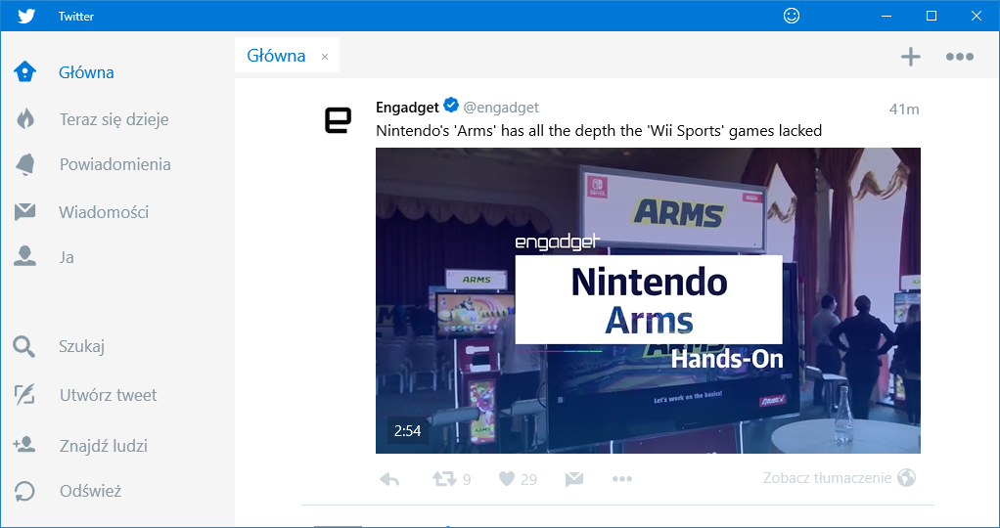 Twitter
Główna
Teraz się dzieje
Powiadomienia
Wiadomości
Ja
Szukaj
Utwórz tweet
Znajdź ludzi
Odśwież
Główna ×
Engadget @engadget 41m
Nintendo's 'Arms' has all the depth the 'Wii Sports' games lacked
ARMS
engadget
ARMS
Nintendo
Arms
ARMS
Hands-On
Let's work on the basics!
ARMS
2:54
9 29 Zobacz tłumaczenie